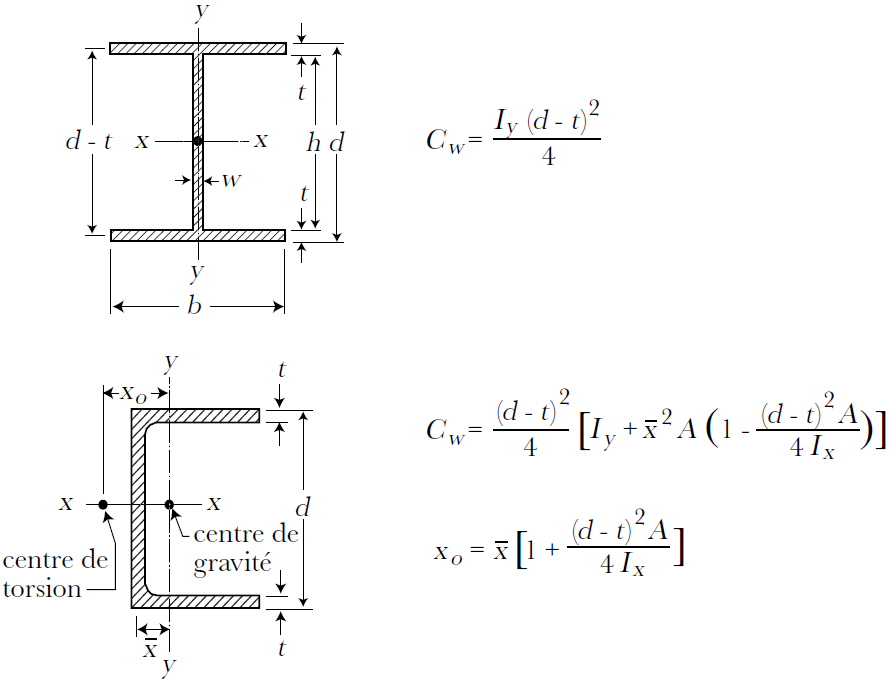 y
t
d - t
x
x
h
d
w
t
y
b
C_w = I_y (d - t)^2 / 4
y
t
x_o
x
x
d
centre de
gravité
centre de
torsion
x̄
y
t
C_w = (d - t)^2 / 4 [I_y + x̄^2 A (1 - (d - t)^2 A / 4 I_x)]
x_o = x̄ [1 + (d - t)^2 A / 4 I_x]